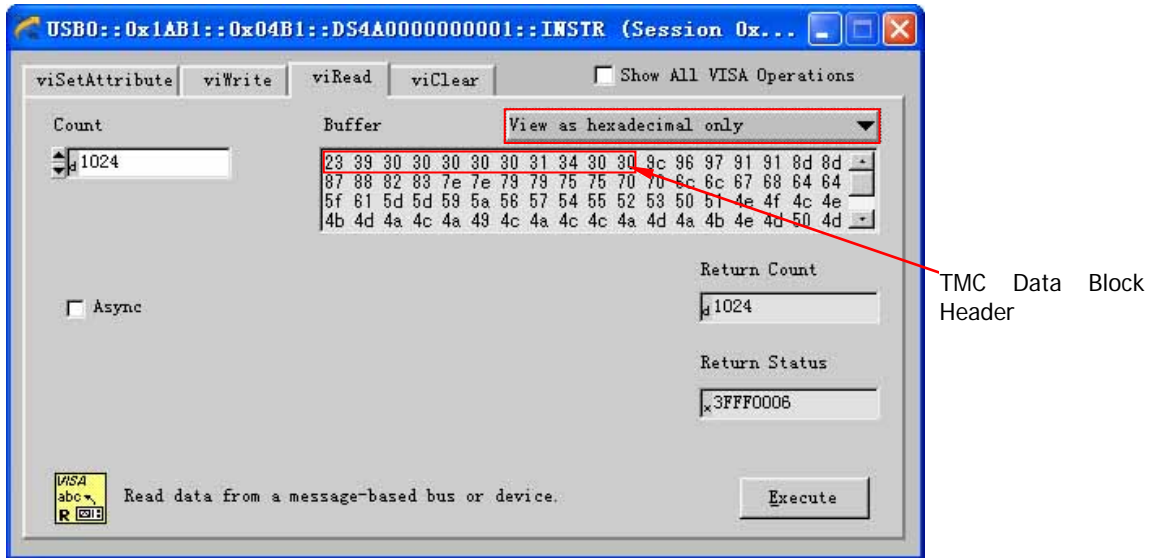 USB0::0x1AB1::0x04B1::DS4A0000000001::INSTR (Session 0x...
viSetAttribute viWrite viRead viClear Show All VISA Operations
Count Buffer View as hexadecimal only
1024
23 39 30 30 30 30 30 31 34 30 30 9c 96 97 91 91 8d 8d
87 88 82 83 7e 7e 79 79 75 75 70 70 6c 6c 67 68 64 64
5f 61 5d 5d 59 5a 56 57 54 55 52 53 50 51 4e 4f 4c 4e
4b 4d 4a 4c 4a 49 4c 4a 4c 4c 4a 4d 4a 4b 4e 4d 50 4d
Return Count
TMC Data Block
Header
Async
d 1024
Return Status
x 3FFF0006
VISA
abc
R
Read data from a message-based bus or device.
Execute